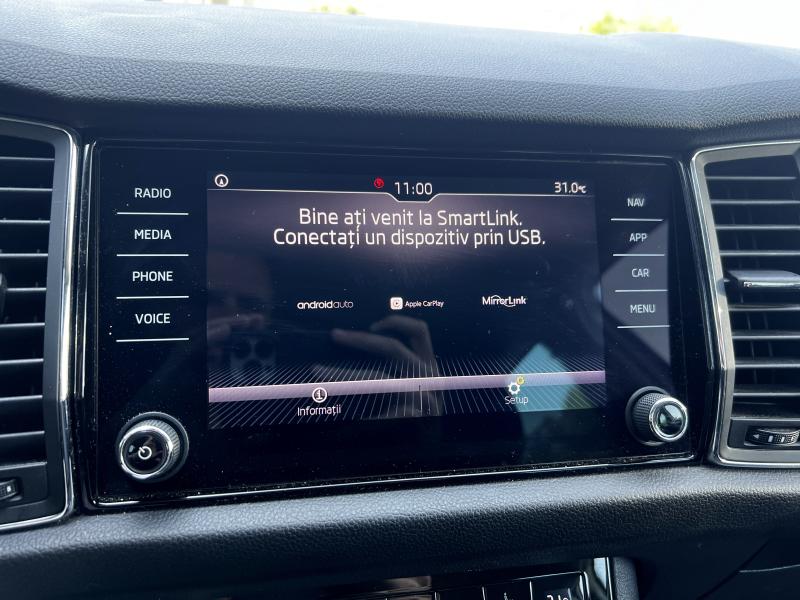 RADIO
MEDIA
PHONE
VOICE
11:00
31.0°C
Bine ați venit la SmartLink.
Conectați un dispozitiv prin USB.
androidauto
Apple CarPlay
MirrorLink
Informații
Setup
NAV
APP
CAR
MENU